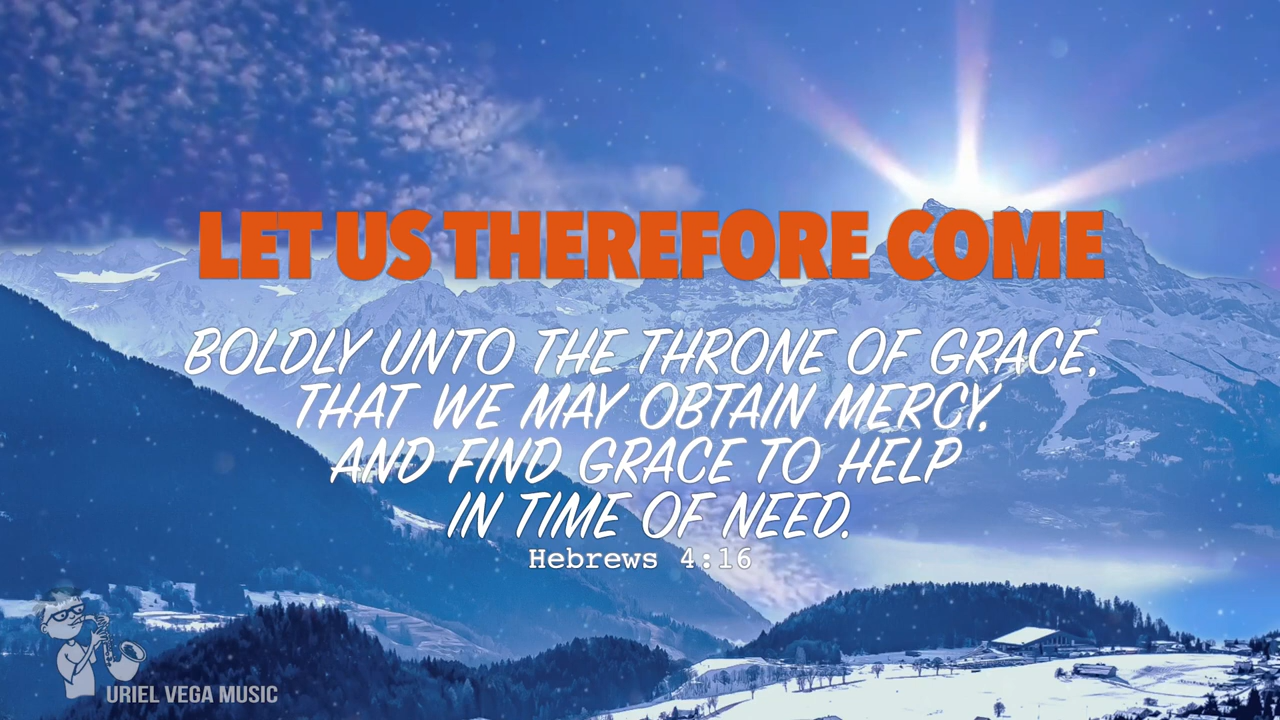 LET US THEREFORE COME
BOLDLY UNTO THE THRONE OF GRACE,
THAT WE MAY OBTAIN MERCY,
AND FIND GRACE TO HELP
IN TIME OF NEED.
Hebrews 4:16
URIEL VEGA MUSIC